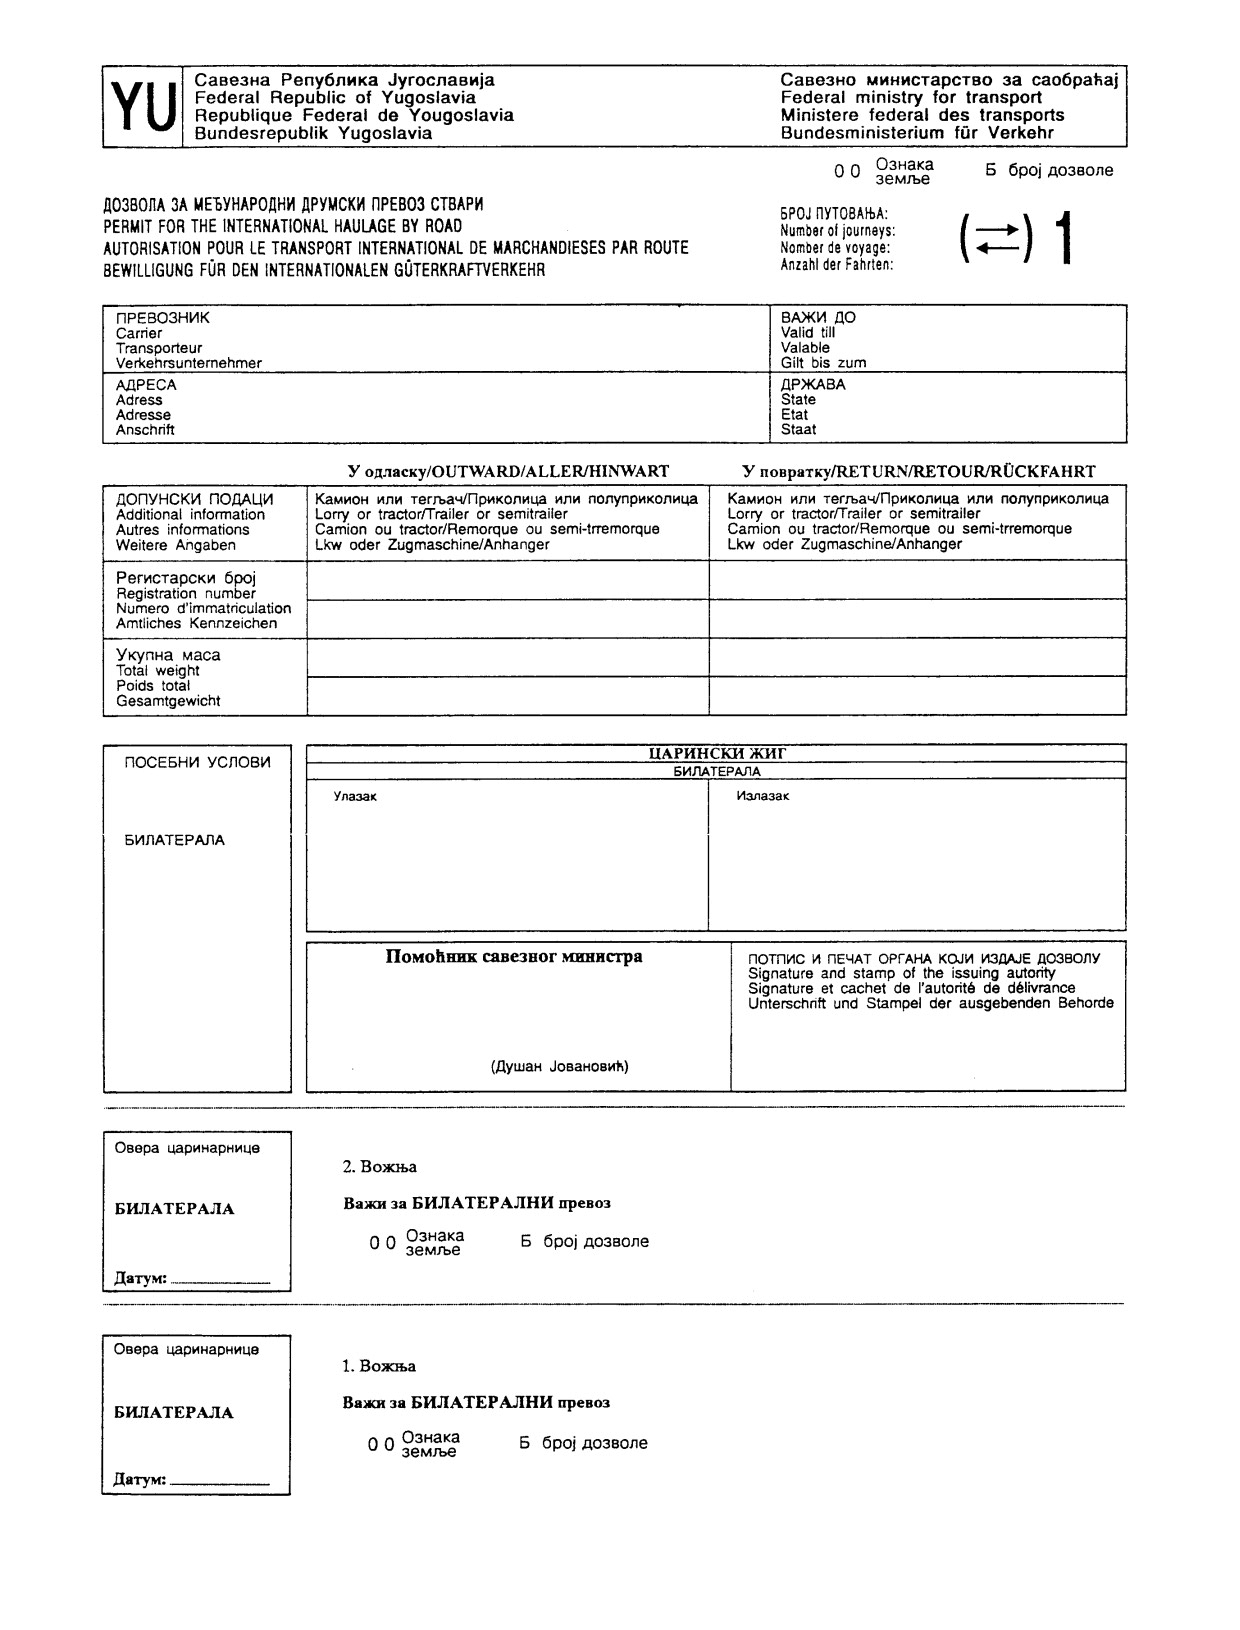 YU
Савезна Република Југославија
Federal Republic of Yugoslavia
Republique Federal de Yougoslavia
Bundesrepublik Yugoslavia
Савезно министарство за саобраћај
Federal ministry for transport
Ministere federal des transports
Bundesministerium für Verkehr
0 0 Ознака земље Б број дозволе
ДОЗВОЛА ЗА МЕЂУНАРОДНИ ДРУМСКИ ПРЕВОЗ СТВАРИ
PERMIT FOR THE INTERNATIONAL HAULAGE BY ROAD
AUTORISATION POUR LE TRANSPORT INTERNATIONAL DE MARCHANDIESES PAR ROUTE
BEWILLIGUNG FÜR DEN INTERNATIONALEN GÜTERKRAFTVERKEHR
БРОЈ ПУТОВАЊА:
Number of journeys:
Nomber de voyage:
Anzahl der Fahrten:
(⇄) 1
ПРЕВОЗНИК
Carrier
Transporteur
Verkehrsunternehmer
ВАЖИ ДО
Valid till
Valable
Gilt bis zum
АДРЕСА
Adress
Adresse
Anschrift
ДРЖАВА
State
Etat
Staat
У одласку/OUTWARD/ALLER/HINWART
У повратку/RETURN/RETOUR/RÜCKFAHRT
ДОПУНСКИ ПОДАЦИ
Additional information
Autres informations
Weitere Angaben
Камион или тегљач/Приколица или полуприколица
Lorry or tractor/Trailer or semitrailer
Camion ou tractor/Remorque ou semi-trremorque
Lkw oder Zugmaschine/Anhanger
Камион или тегљач/Приколица или полуприколица
Lorry or tractor/Trailer or semitrailer
Camion ou tractor/Remorque ou semi-trremorque
Lkw oder Zugmaschine/Anhanger
Регистарски број
Registration number
Numero d'immatriculation
Amtliches Kennzeichen
Укупна маса
Total weight
Poids total
Gesamtgewicht
ПОСЕБНИ УСЛОВИ
БИЛАТЕРАЛА
ЦАРИНСКИ ЖИГ
БИЛАТЕРАЛА
Улазак
Излазак
Помоћник савезног министра
(Душан Јовановић)
ПОТПИС И ПЕЧАТ ОРГАНА КОЈИ ИЗДАЈЕ ДОЗВОЛУ
Signature and stamp of the issuing autority
Signature et cachet de l'autorité de délivrance
Unterschrift und Stampel der ausgebenden Behorde
Овера царинарнице
БИЛАТЕРАЛА
Датум:
2. Вожња
Важи за БИЛАТЕРАЛНИ превоз
0 0 Ознака земље Б број дозволе
Овера царинарнице
БИЛАТЕРАЛА
Датум:
1. Вожња
Важи за БИЛАТЕРАЛНИ превоз
0 0 Ознака земље Б број дозволе